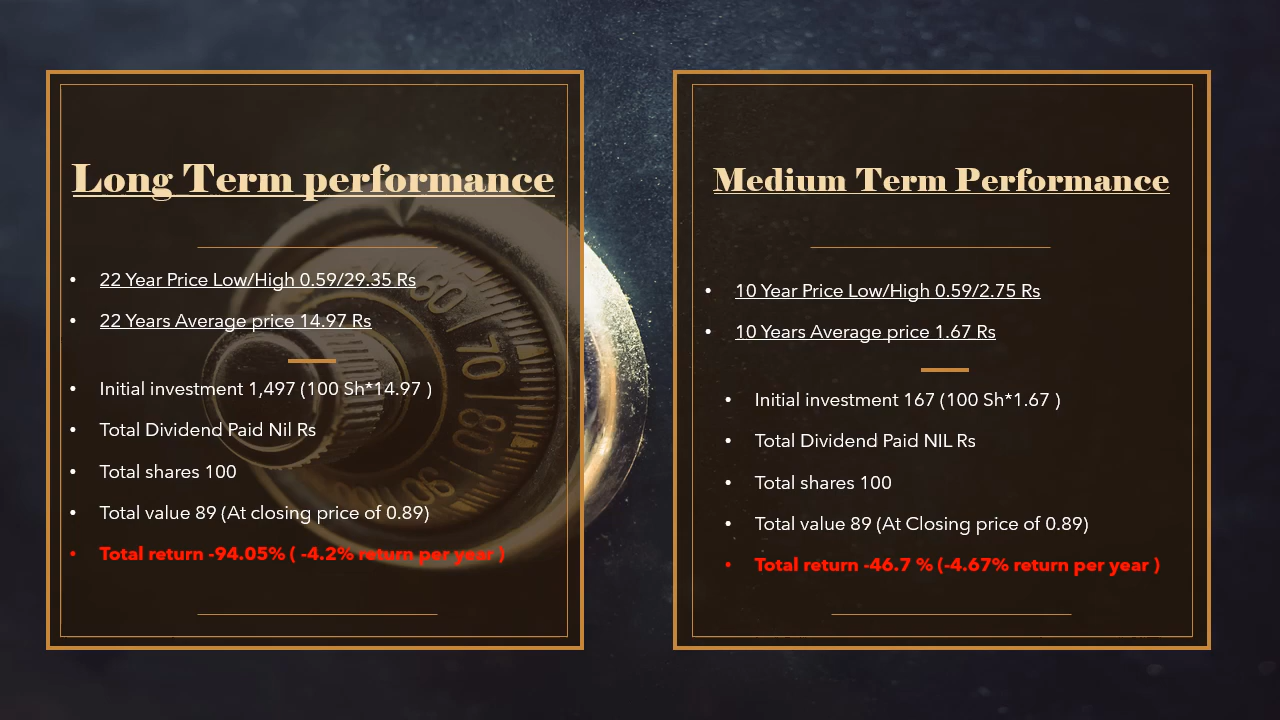 Long Term performance
• 22 Year Price Low/High 0.59/29.35 Rs
• 22 Years Average price 14.97 Rs
• Initial investment 1,497 (100 Sh*14.97 )
• Total Dividend Paid Nil Rs
• Total shares 100
• Total value 89 (At closing price of 0.89)
• Total return -94.05% ( -4.2% return per year )
Medium Term Performance
• 10 Year Price Low/High 0.59/2.75 Rs
• 10 Years Average price 1.67 Rs
• Initial investment 167 (100 Sh*1.67 )
• Total Dividend Paid NIL Rs
• Total shares 100
• Total value 89 (At Closing price of 0.89)
• Total return -46.7 % (-4.67% return per year )
60
70
80
90
100